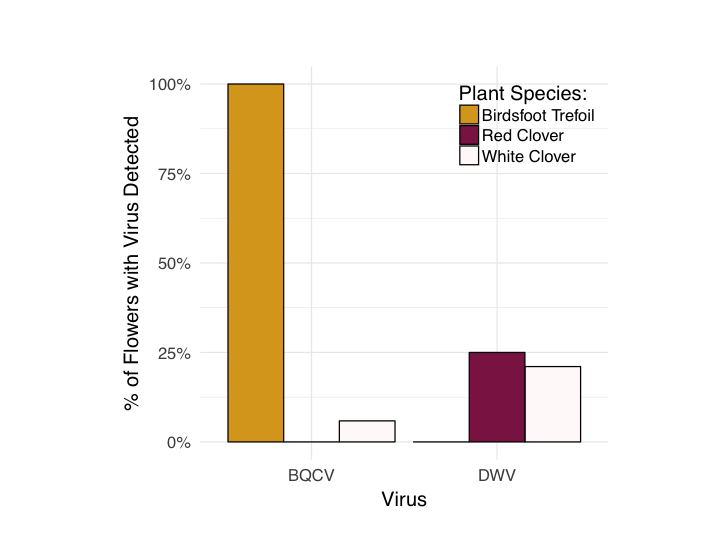 Plant Species:
Birdsfoot Trefoil
Red Clover
White Clover
% of Flowers with Virus Detected
100%
75%
50%
25%
0%
BQCV
DWV
Virus